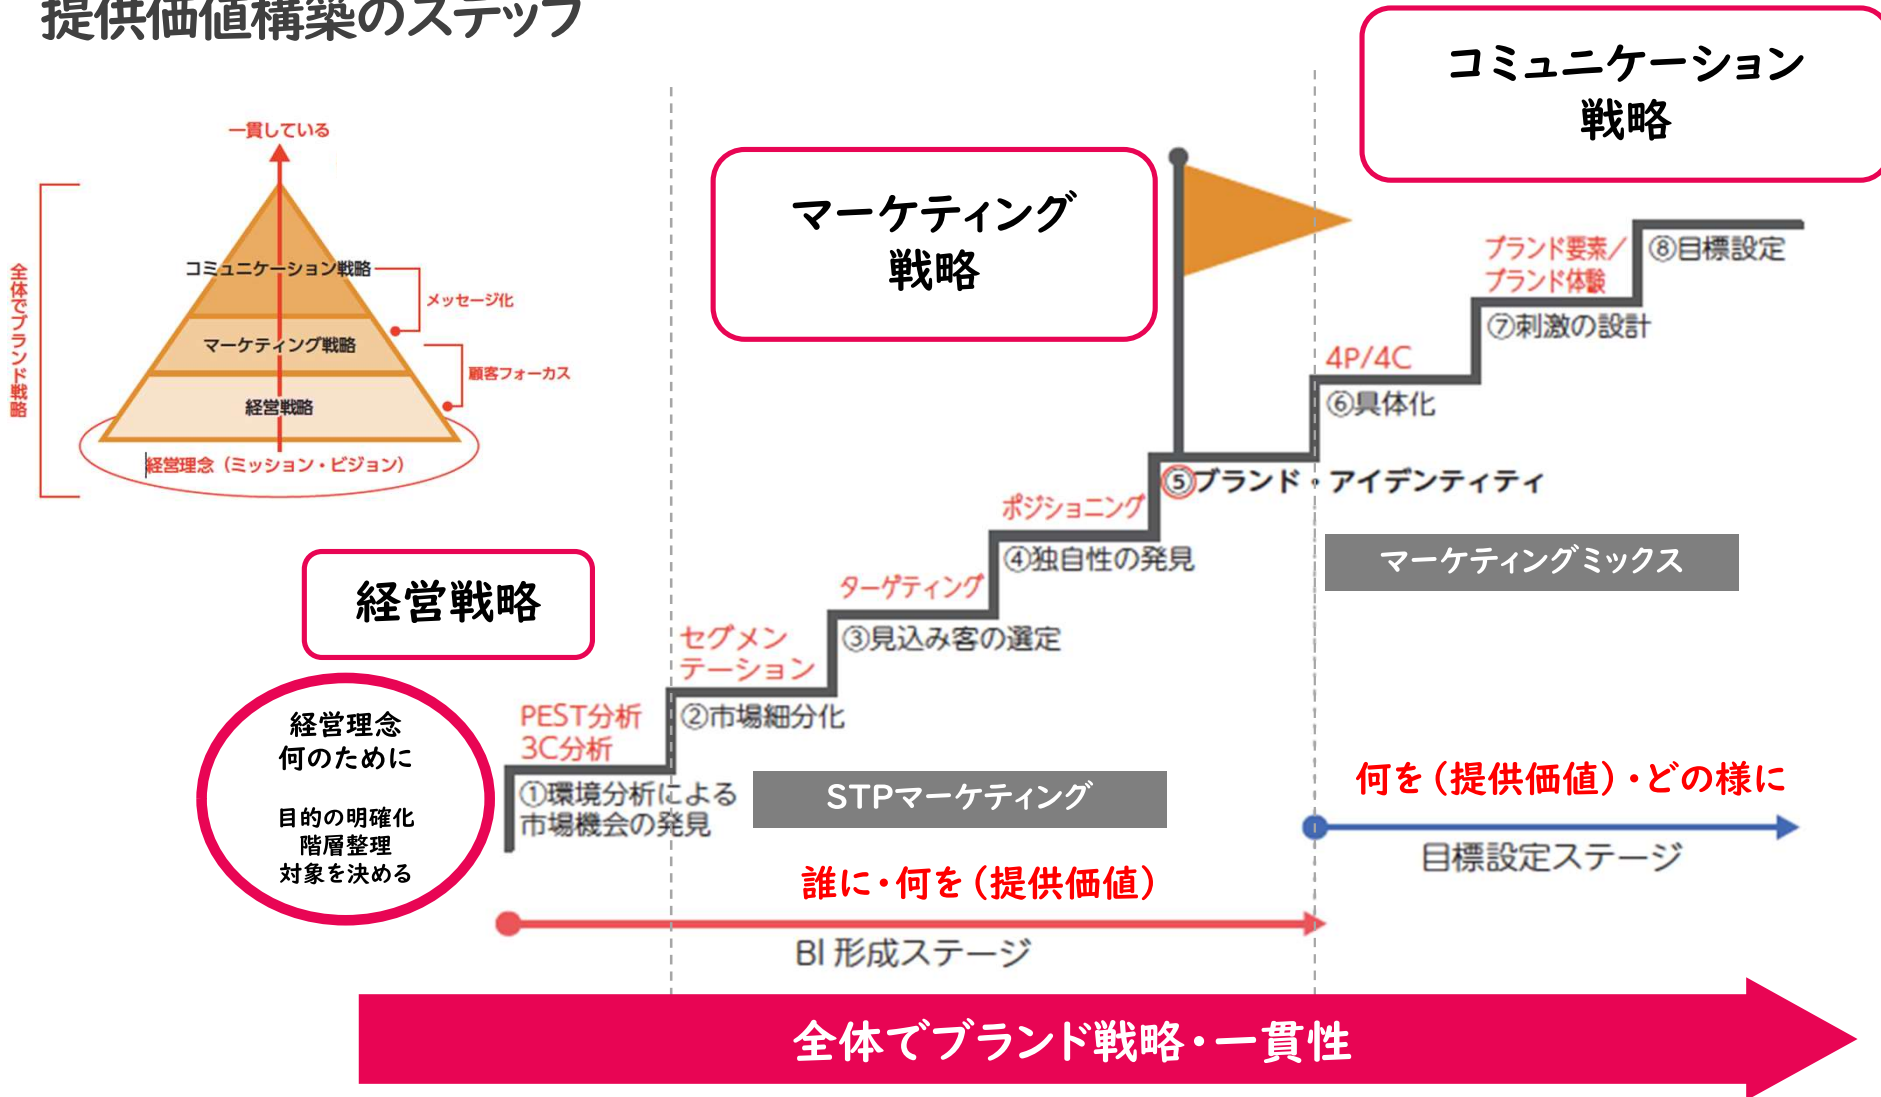 提供価値構築のステップ
コミュニケーション
戦略
マーケティング
戦略
一貫している
全体でブランド戦略
コミュニケーション戦略
メッセージ化
マーケティング戦略
顧客フォーカス
経営戦略
経営理念（ミッション・ビジョン）
経営戦略
経営理念
何のために
目的の明確化
階層整理
対象を決める
PEST分析
3C分析
①環境分析による
市場機会の発見
セグメン
テーション
②市場細分化
ターゲティング
③見込み客の選定
ポジショニング
④独自性の発見
⑤ブランド・アイデンティティ
4P/4C
⑥具体化
ブランド要素／
ブランド体験
⑦刺激の設計
⑧目標設定
マーケティングミックス
STPマーケティング
何を（提供価値）・どの様に
目標設定ステージ
誰に・何を（提供価値）
BI 形成ステージ
全体でブランド戦略・一貫性